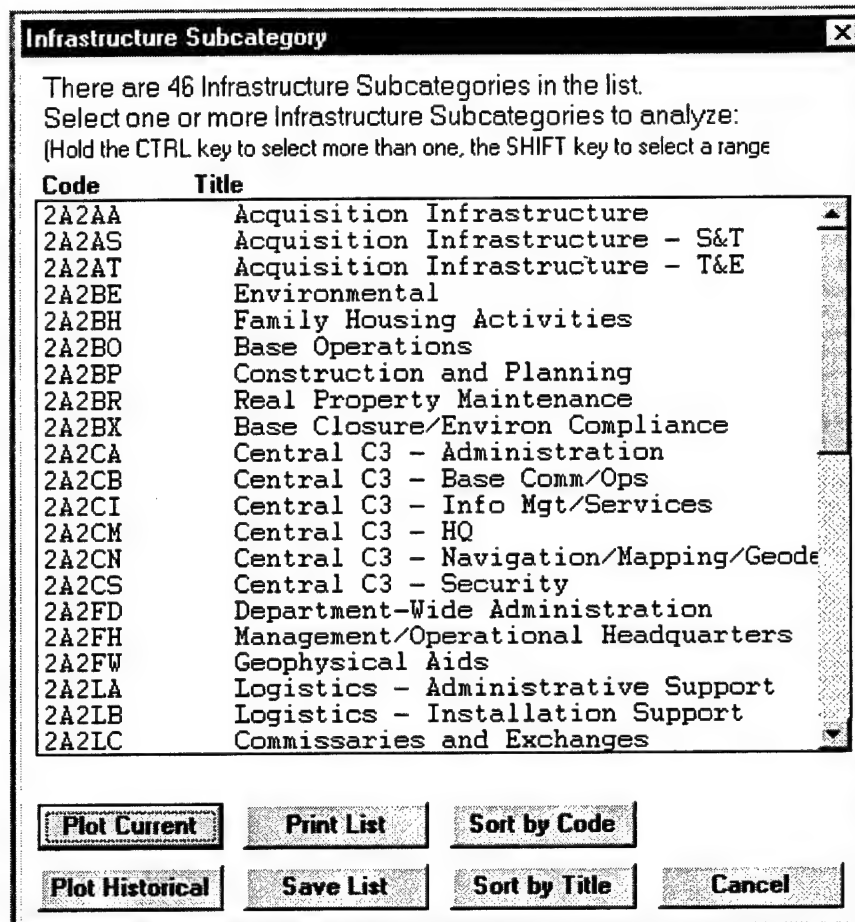 Infrastructure Subcategory
There are 46 Infrastructure Subcategories in the list.
Select one or more Infrastructure Subcategories to analyze:
(Hold the CTRL key to select more than one, the SHIFT key to select a range
Code Title
2A2AA Acquisition Infrastructure
2A2AS Acquisition Infrastructure - S&T
2A2AT Acquisition Infrastructure - T&E
2A2BE Environmental
2A2BH Family Housing Activities
2A2BO Base Operations
2A2BP Construction and Planning
2A2BR Real Property Maintenance
2A2BX Base Closure/Environ Compliance
2A2CA Central C3 - Administration
2A2CB Central C3 - Base Comm/Ops
2A2CI Central C3 - Info Mgt/Services
2A2CM Central C3 - HQ
2A2CN Central C3 - Navigation/Mapping/Geode
2A2CS Central C3 - Security
2A2FD Department-Wide Administration
2A2FH Management/Operational Headquarters
2A2FW Geophysical Aids
2A2LA Logistics - Administrative Support
2A2LB Logistics - Installation Support
2A2LC Commissaries and Exchanges
Plot Current Print List Sort by Code
Plot Historical Save List Sort by Title Cancel